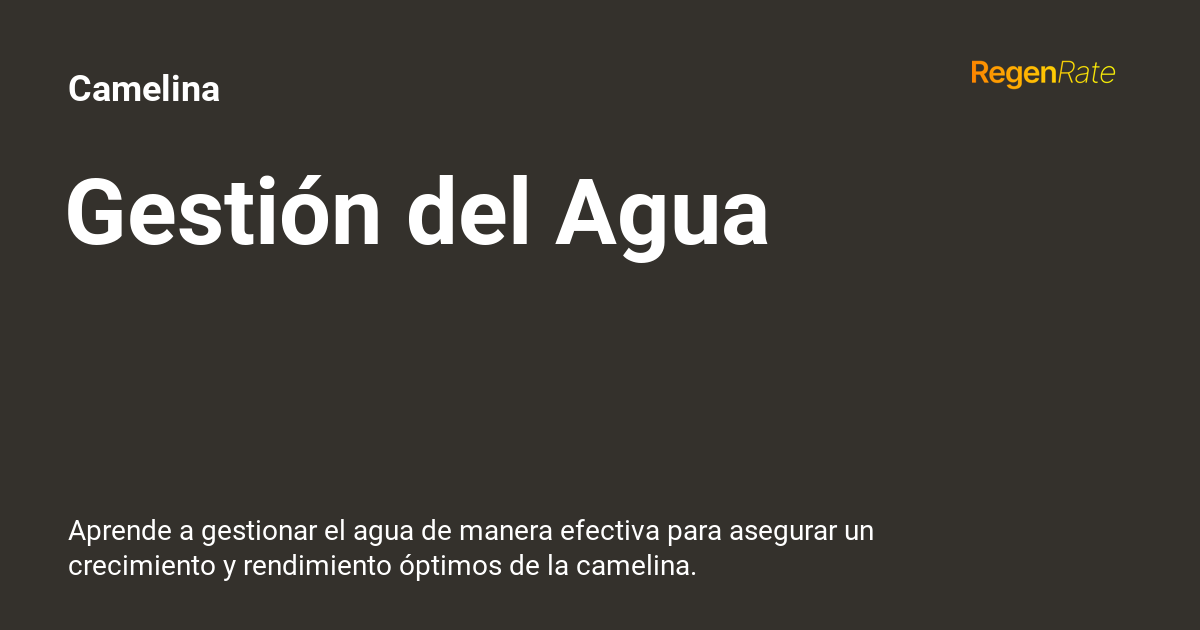 Camelina
RegenRate
Gestión del Agua
Aprende a gestionar el agua de manera efectiva para asegurar un
crecimiento y rendimiento óptimos de la camelina.